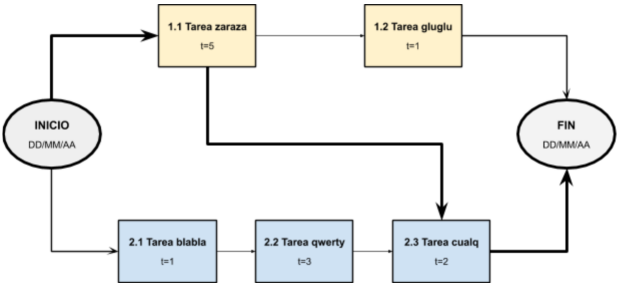 1.1 Tarea zaraza
t=5
1.2 Tarea gluglu
t=1
INICIO
DD/MM/AA
FIN
DD/MM/AA
2.1 Tarea blabla
t=1
2.2 Tarea qwerty
t=3
2.3 Tarea cualq
t=2